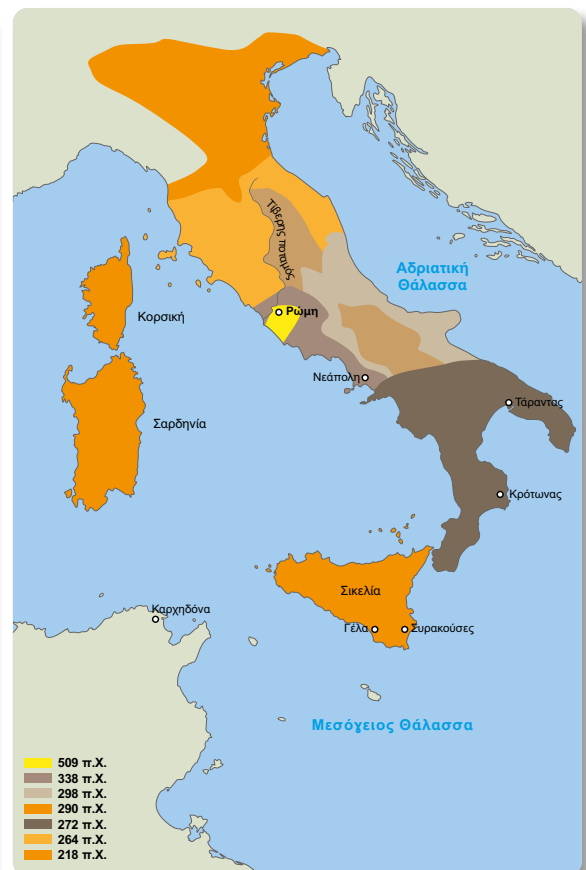 Τίβερης ποταμός
Αδριατική
Θάλασσα
Ρώμη
Κορσική
Νεάπολη
Τάραντας
Σαρδηνία
Κρότωνας
Σικελία
Καρχηδόνα
Γέλα
Συρακούσες
Μεσόγειος Θάλασσα
509 π.Χ.
338 π.Χ.
298 π.Χ.
290 π.Χ.
272 π.Χ.
264 π.Χ.
218 π.Χ.